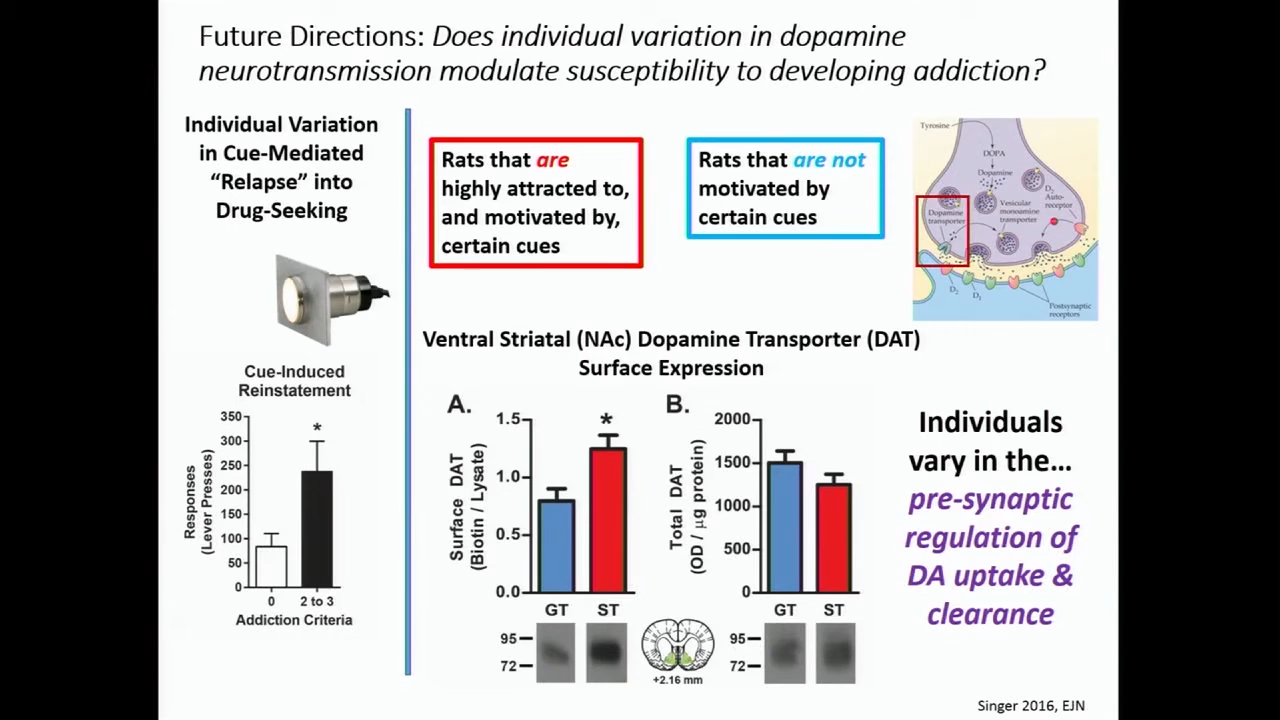 Future Directions: Does individual variation in dopamine
neurotransmission modulate susceptibility to developing addiction?
Individual Variation
in Cue-Mediated
“Relapse” into
Drug-Seeking
Cue-Induced
Reinstatement
Responses
(Lever Presses)
350
300
250
200
150
100
50
0
*
0
2 to 3
Addiction Criteria
Rats that are
highly attracted to,
and motivated by,
certain cues
Rats that are not
motivated by
certain cues
Tyrosine
DOPA
Dopamine
D2
Auto-
receptor
Vesicular
monoamine
transporter
Dopamine
transporter
D2
D1
Postsynaptic
receptors
Ventral Striatal (NAc) Dopamine Transporter (DAT)
Surface Expression
A.
Surface DAT
(Biotin / Lysate)
1.5
1.0
0.5
0.0
*
GT
ST
95
72
+2.16 mm
B.
Total DAT
(OD / µg protein)
2000
1500
1000
500
0
GT
ST
95
72
Individuals
vary in the...
pre-synaptic
regulation of
DA uptake &
clearance
Singer 2016, EJN